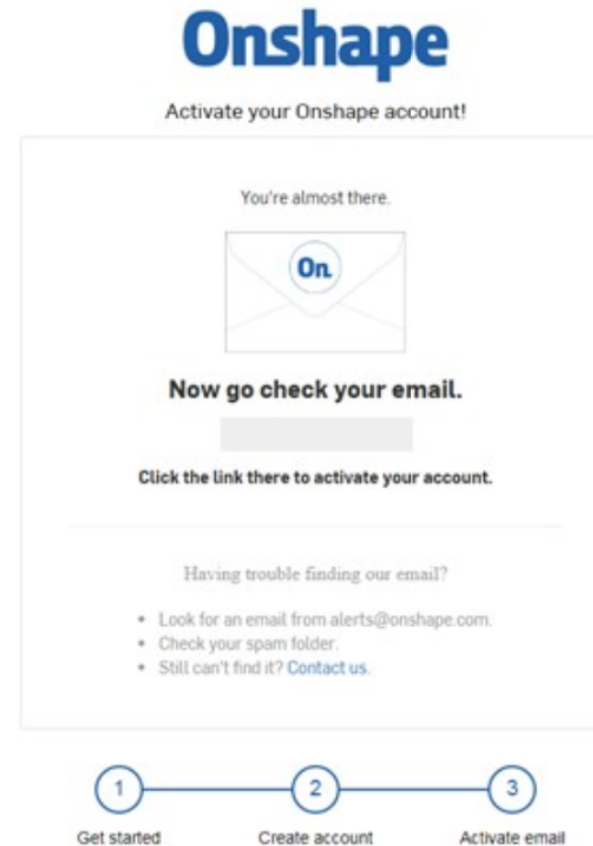 Onshape
Activate your Onshape account!
You're almost there.
On
Now go check your email.
Click the link there to activate your account.
Having trouble finding our email?
• Look for an email from alerts@onshape.com.
• Check your spam folder.
• Still can't find it? Contact us.
1 2 3
Get started Create account Activate email